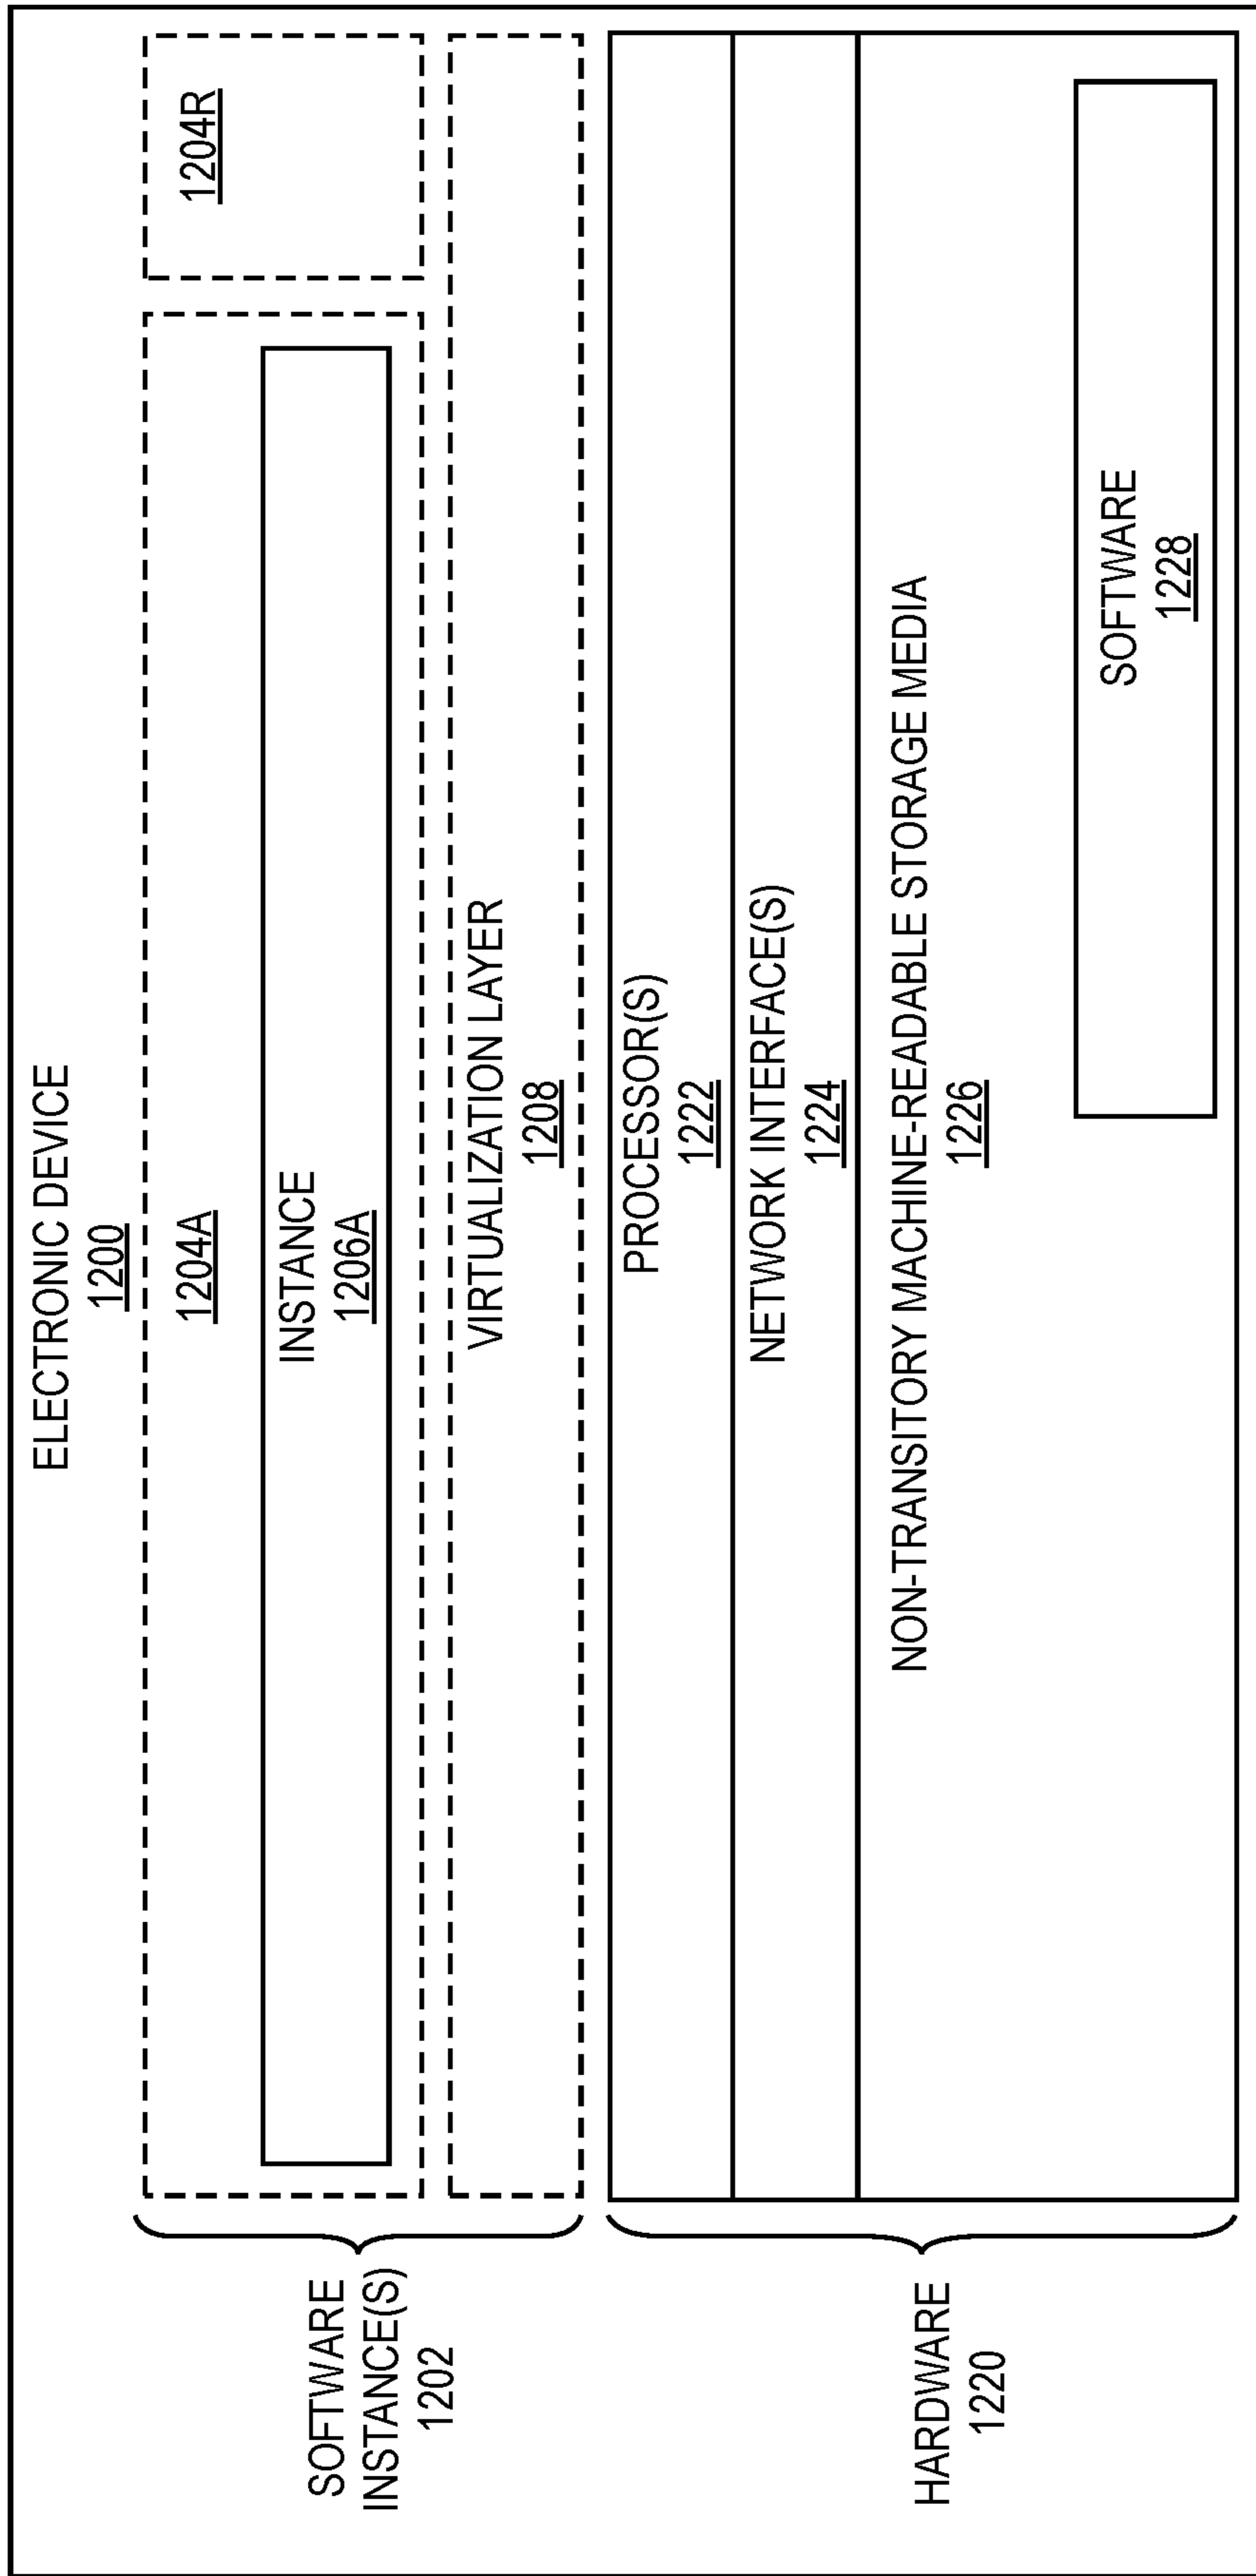 ELECTRONIC DEVICE
1200
SOFTWARE
INSTANCE(S)
1202
1204A
INSTANCE
1206A
1204R
VIRTUALIZATION LAYER
1208
HARDWARE
1220
PROCESSOR(S)
1222
NETWORK INTERFACE(S)
1224
NON-TRANSITORY MACHINE-READABLE STORAGE MEDIA
1226
SOFTWARE
1228